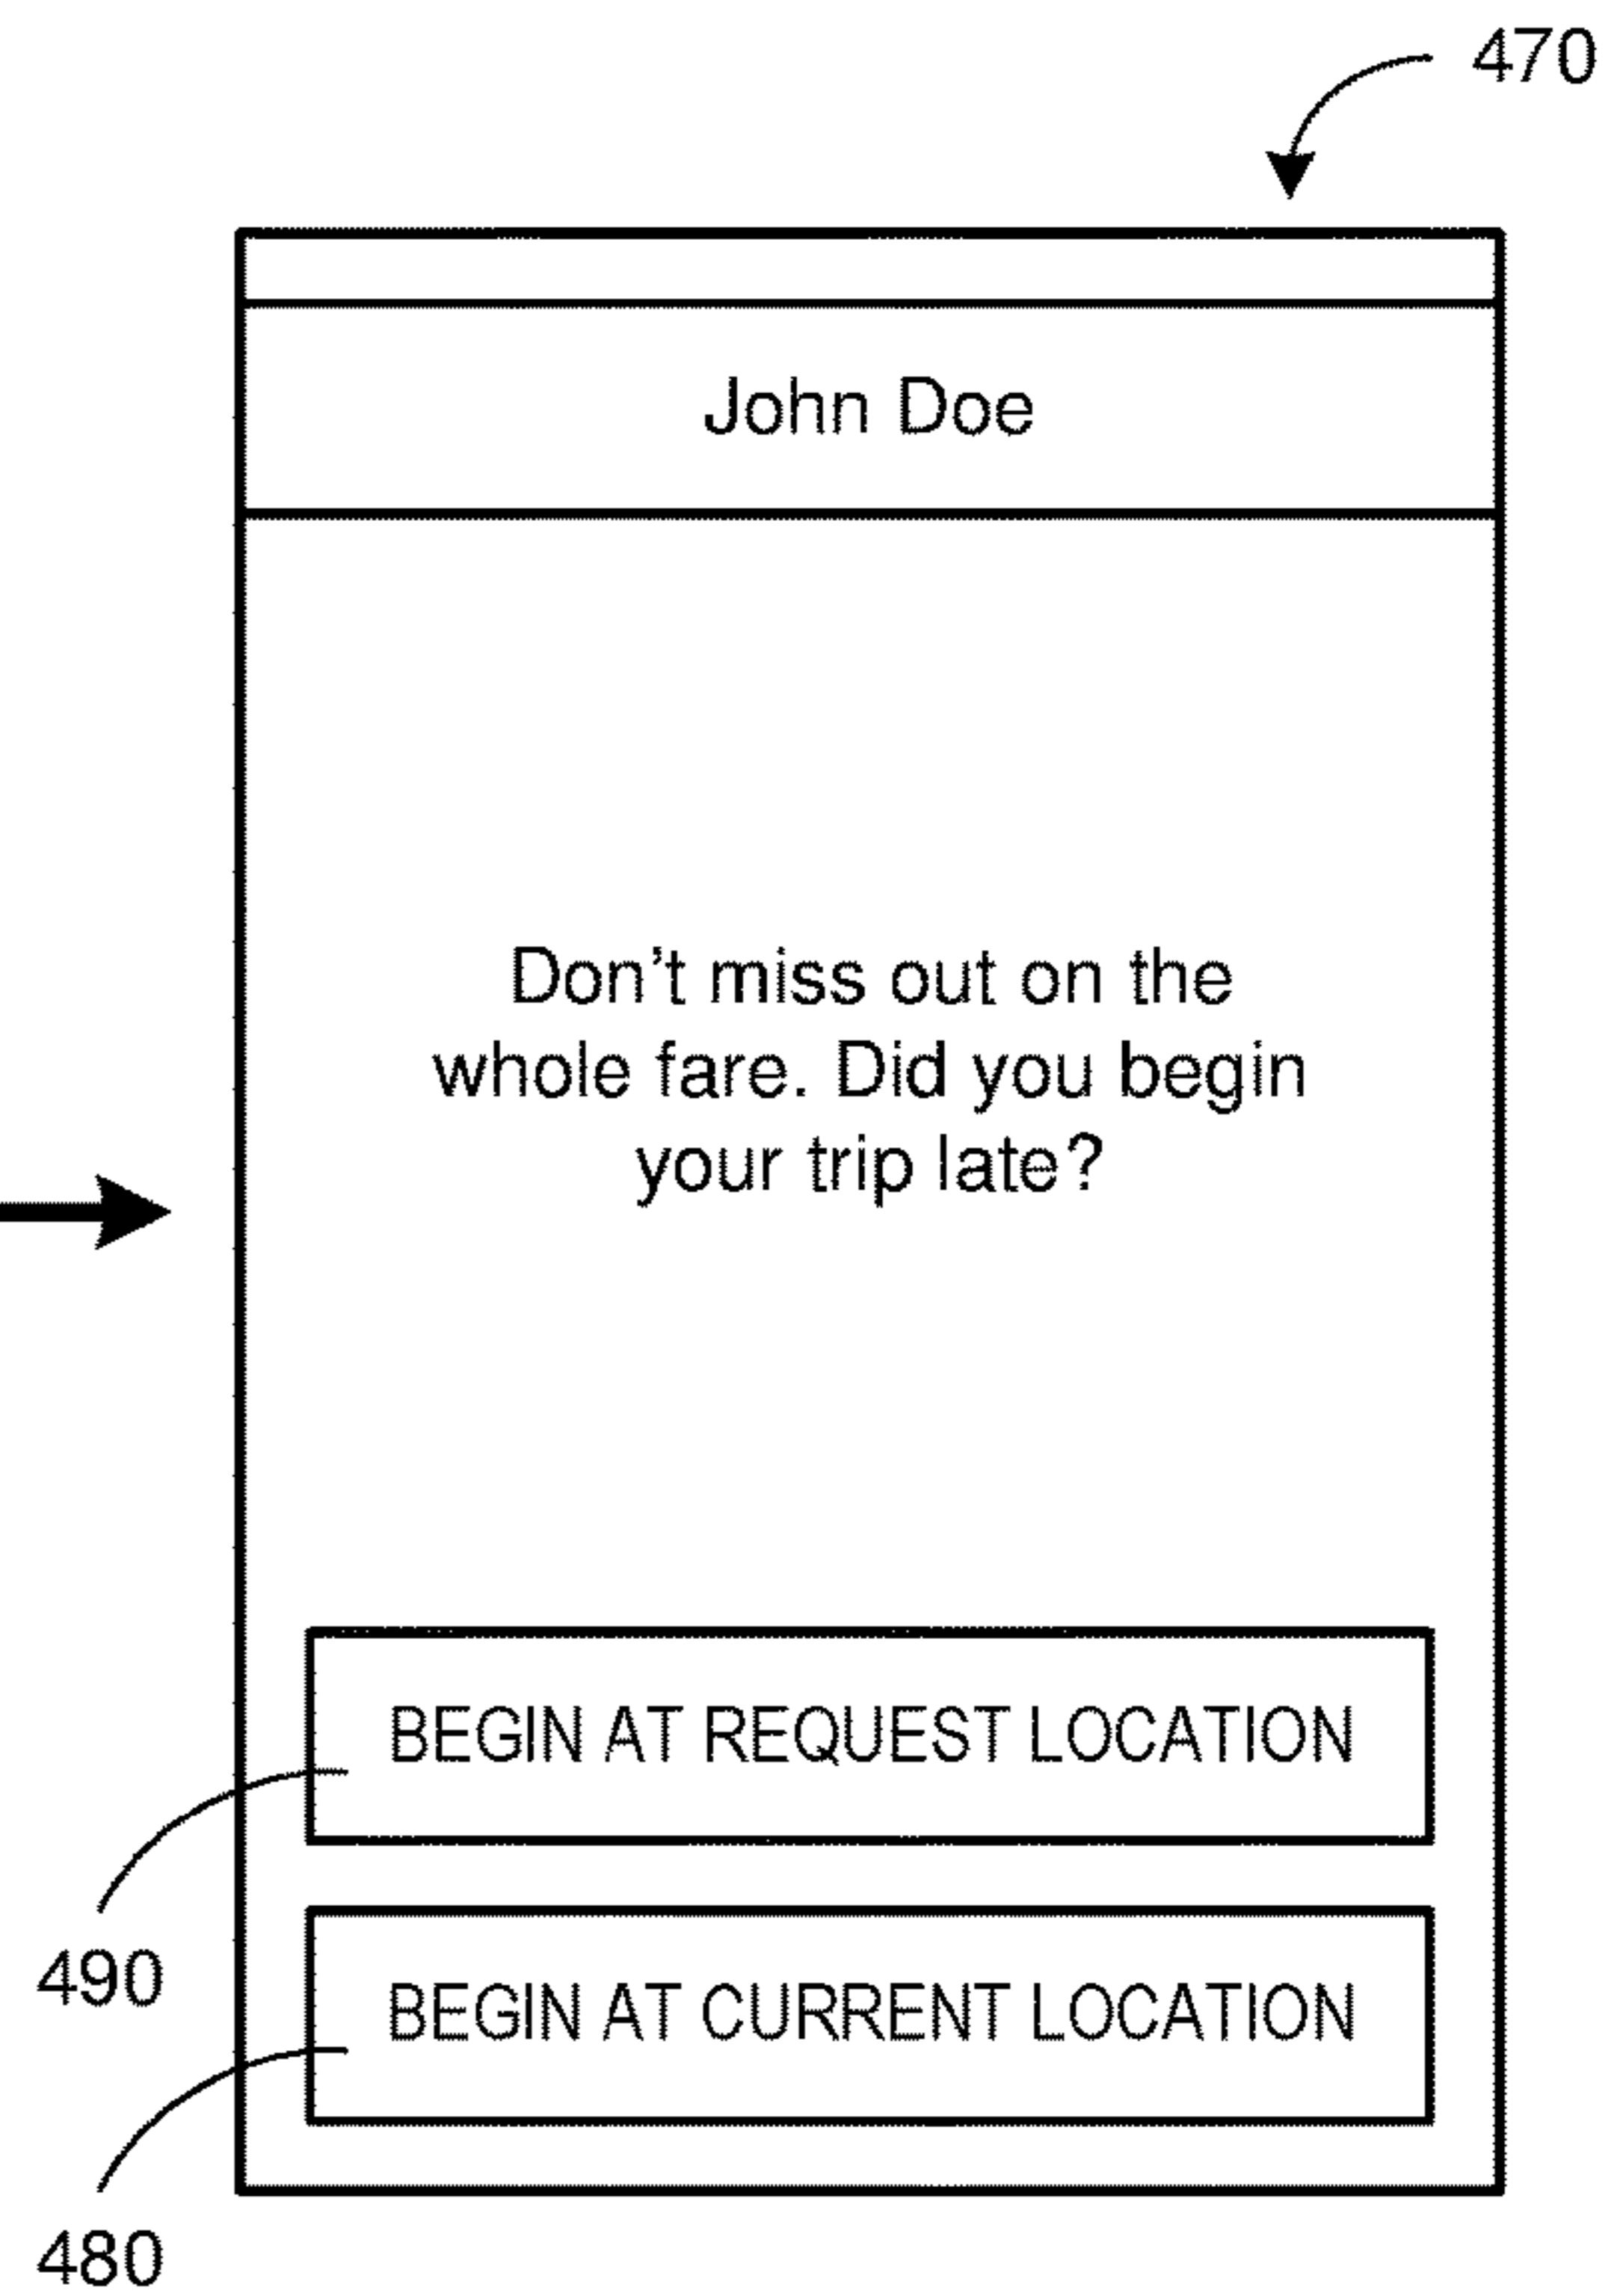 470
John Doe
Don't miss out on the
whole fare. Did you begin
your trip late?
BEGIN AT REQUEST LOCATION
490
BEGIN AT CURRENT LOCATION
480